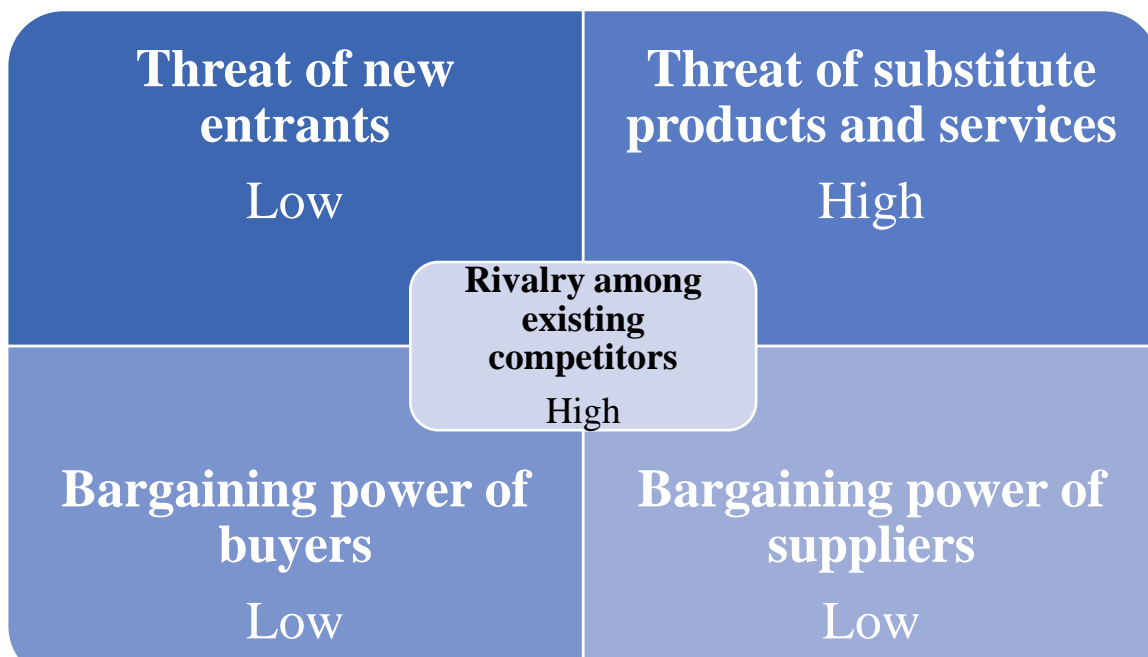 Threat of new
entrants
Low
Threat of substitute
products and services
High
Rivalry among
existing
competitors
High
Bargaining power of
buyers
Low
Bargaining power of
suppliers
Low